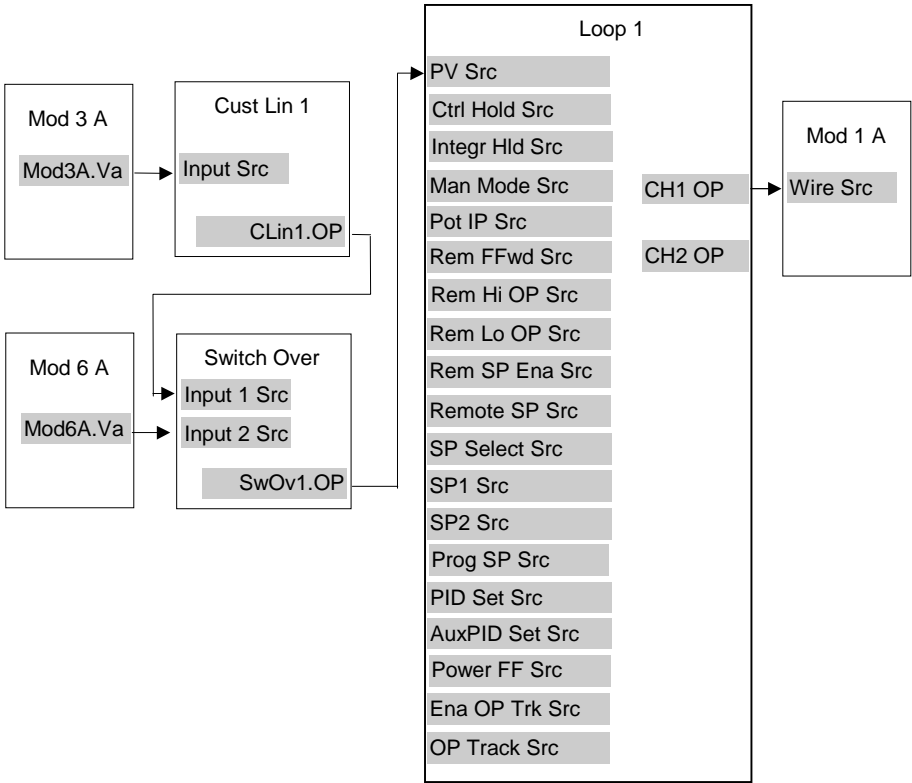 Mod 3 A
Mod3A.Va
Cust Lin 1
Input Src
CLin1.OP
Mod 6 A
Mod6A.Va
Switch Over
Input 1 Src
Input 2 Src
SwOv1.OP
Loop 1
PV Src
Ctrl Hold Src
Integr Hld Src
Man Mode Src
Pot IP Src
Rem FFwd Src
Rem Hi OP Src
Rem Lo OP Src
Rem SP Ena Src
Remote SP Src
SP Select Src
SP1 Src
SP2 Src
Prog SP Src
PID Set Src
AuxPID Set Src
Power FF Src
Ena OP Trk Src
OP Track Src
CH1 OP
CH2 OP
Mod 1 A
Wire Src